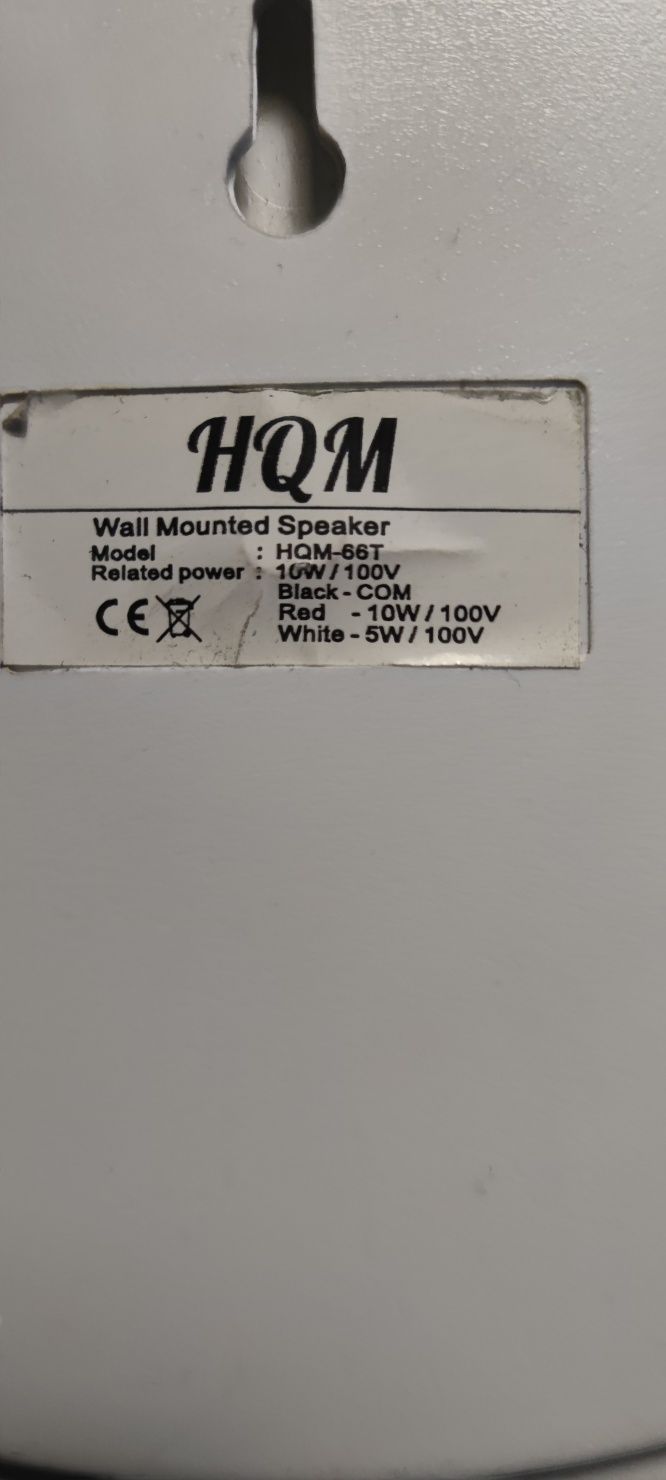 HQM
Wall Mounted Speaker
Model : HQM-66T
Related power : 10W / 100V
Black - COM
CE Red - 10W / 100V
White - 5W / 100V